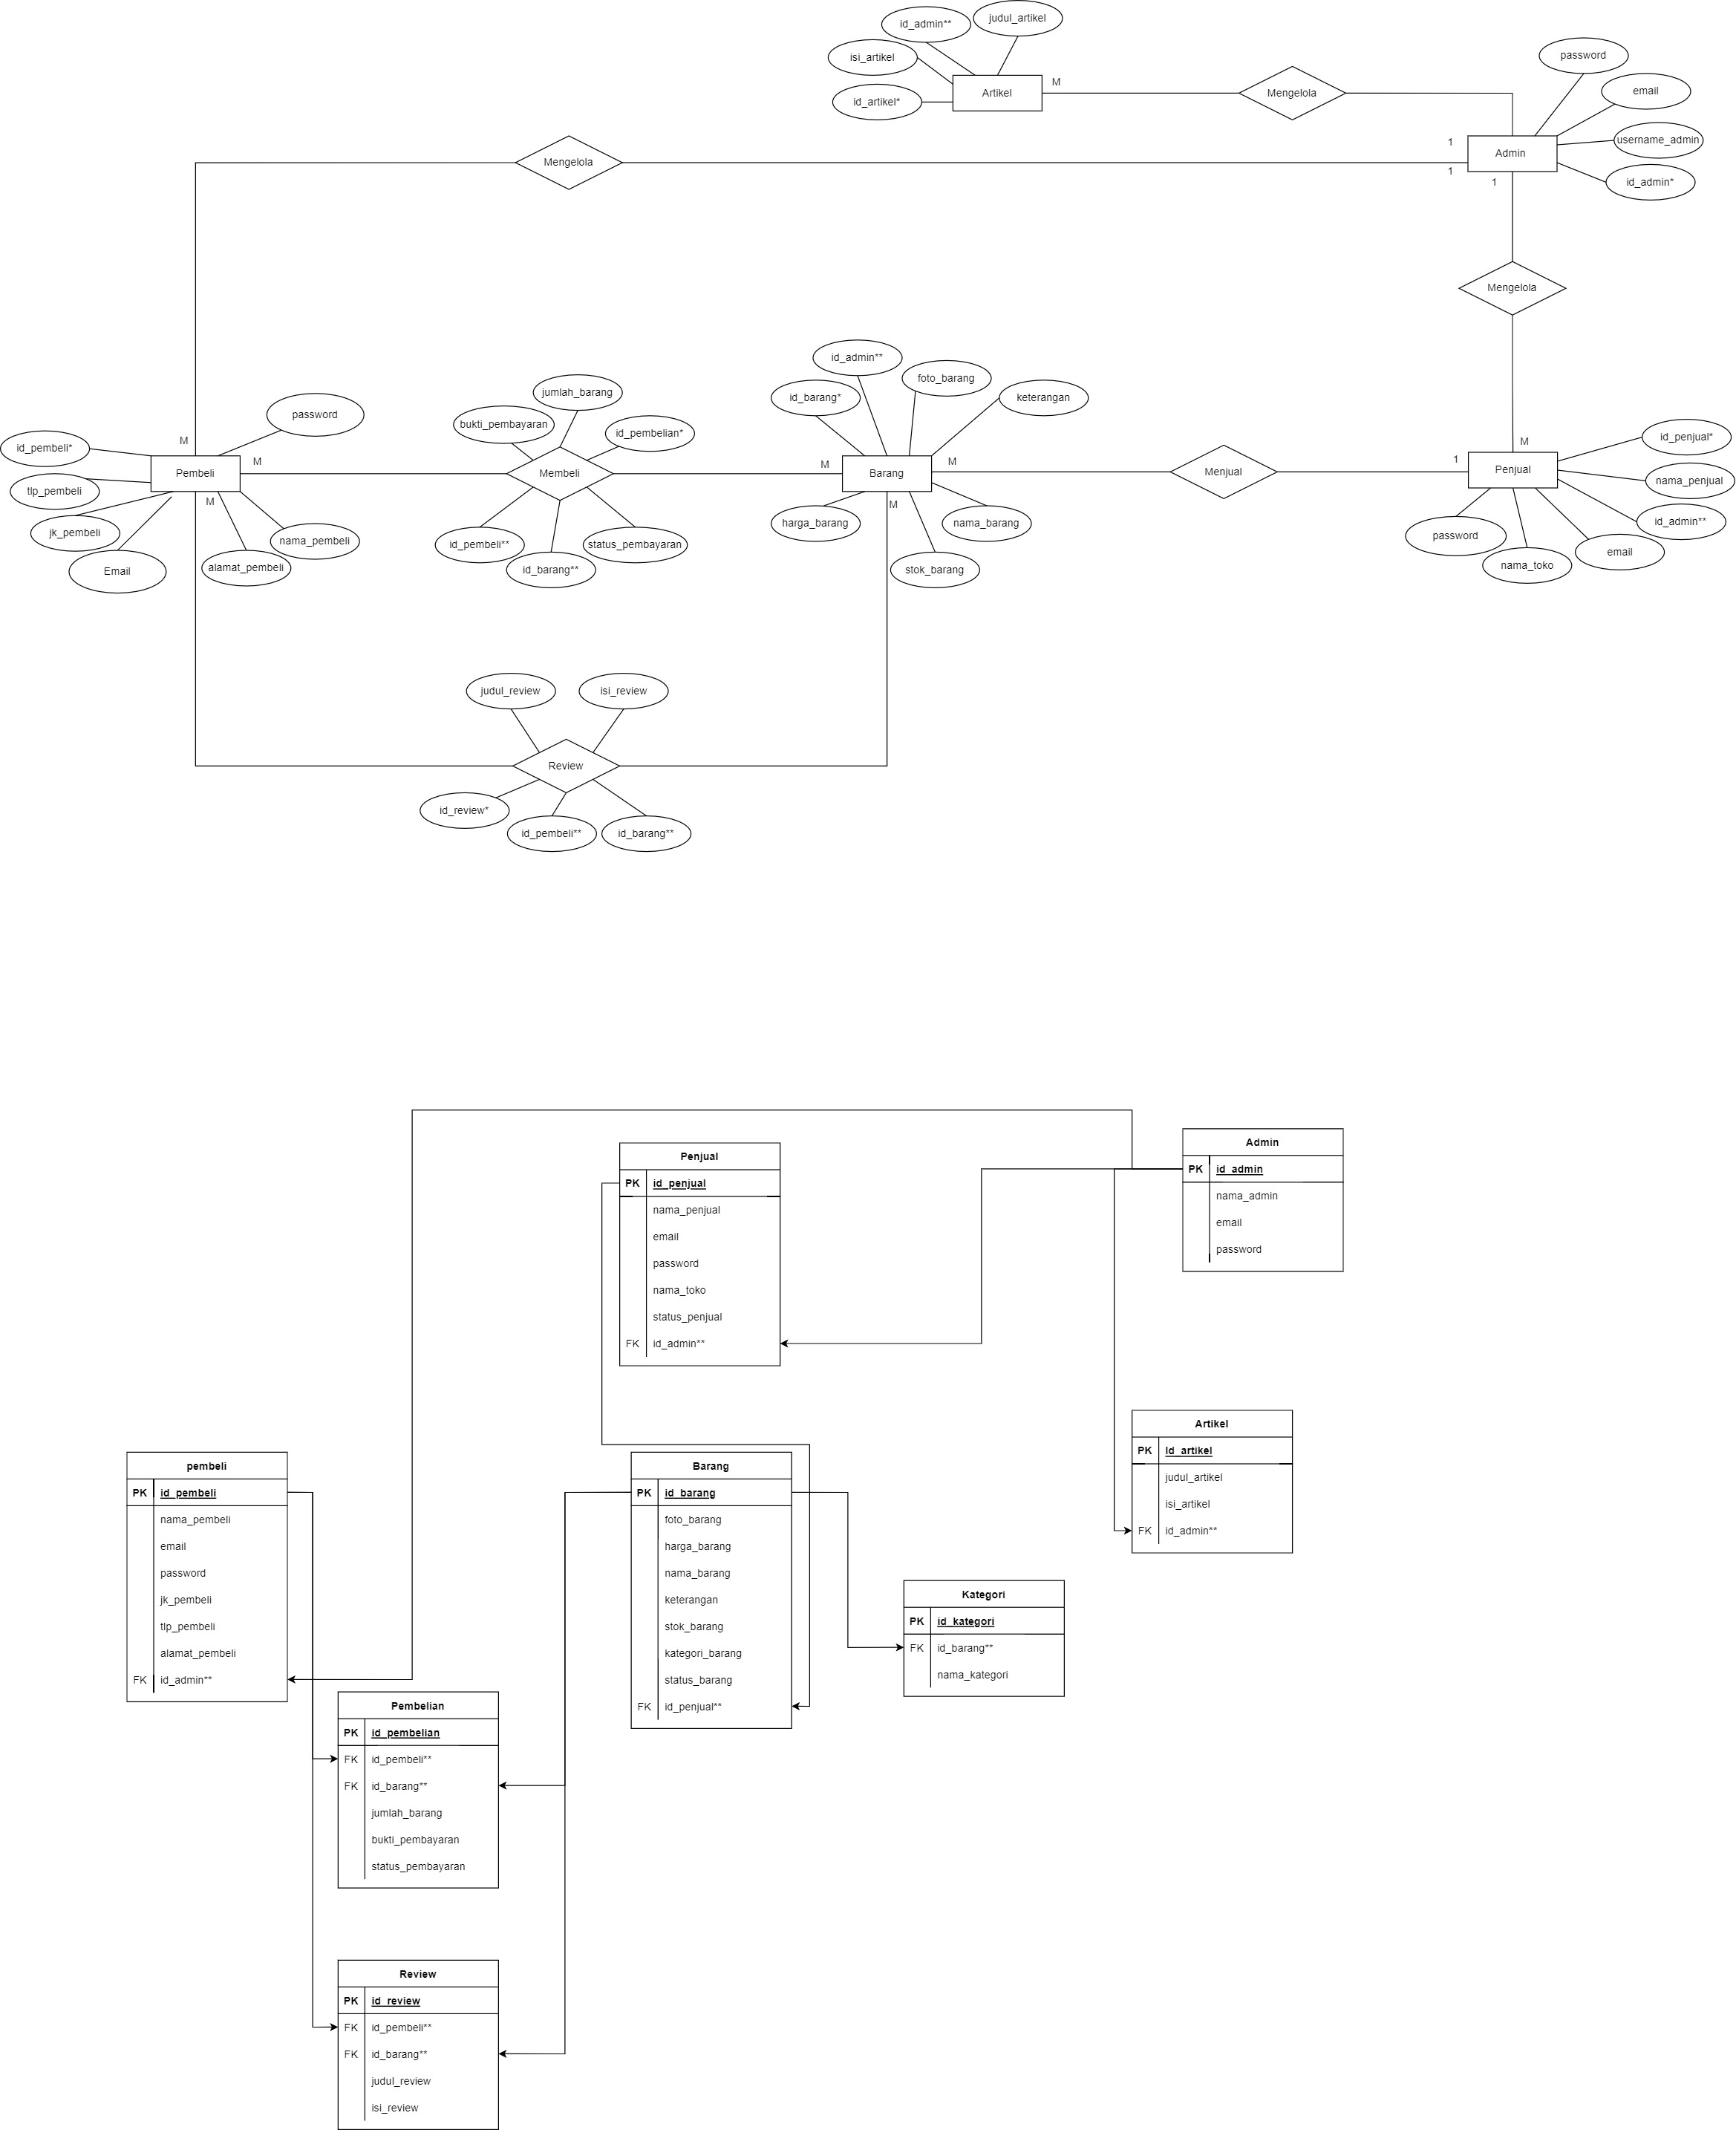 id_admin**
judul_artikel
isi_artikel
id_artikel*
Artikel
M
Mengelola
password
email
username_admin
id_admin*
Admin
1
1
1
Mengelola
Mengelola
id_pembeli*
tlp_pembeli
jk_pembeli
Email
alamat_pembeli
nama_pembeli
password
Pembeli
M
M
M
bukti_pembayaran
jumlah_barang
id_pembelian*
Membeli
id_pembeli**
id_barang**
status_pembayaran
M
id_admin**
id_barang*
foto_barang
keterangan
Barang
M
M
harga_barang
nama_barang
stok_barang
Menjual
1
M
Penjual
id_penjual*
nama_penjual
id_admin**
email
nama_toko
password
judul_review
isi_review
Review
id_review*
id_pembeli**
id_barang**
Penjual
PK id_penjual
nama_penjual
email
password
nama_toko
status_penjual
FK id_admin**
Admin
PK id_admin
nama_admin
email
password
Artikel
PK Id_artikel
judul_artikel
isi_artikel
FK id_admin**
pembeli
PK id_pembeli
nama_pembeli
email
password
jk_pembeli
tlp_pembeli
alamat_pembeli
FK id_admin**
Barang
PK id_barang
foto_barang
harga_barang
nama_barang
keterangan
stok_barang
kategori_barang
status_barang
FK id_penjual**
Kategori
PK id_kategori
FK id_barang**
nama_kategori
Pembelian
PK id_pembelian
FK id_pembeli**
FK id_barang**
jumlah_barang
bukti_pembayaran
status_pembayaran
Review
PK id_review
FK id_pembeli**
FK id_barang**
judul_review
isi_review